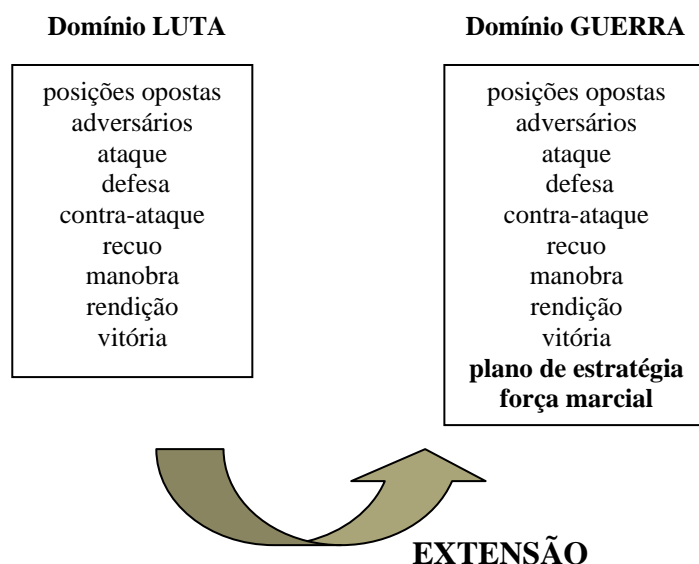 Domínio LUTA
posições opostas
adversários
ataque
defesa
contra-ataque
recuo
manobra
rendição
vitória
Domínio GUERRA
posições opostas
adversários
ataque
defesa
contra-ataque
recuo
manobra
rendição
vitória
plano de estratégia
força marcial
EXTENSÃO